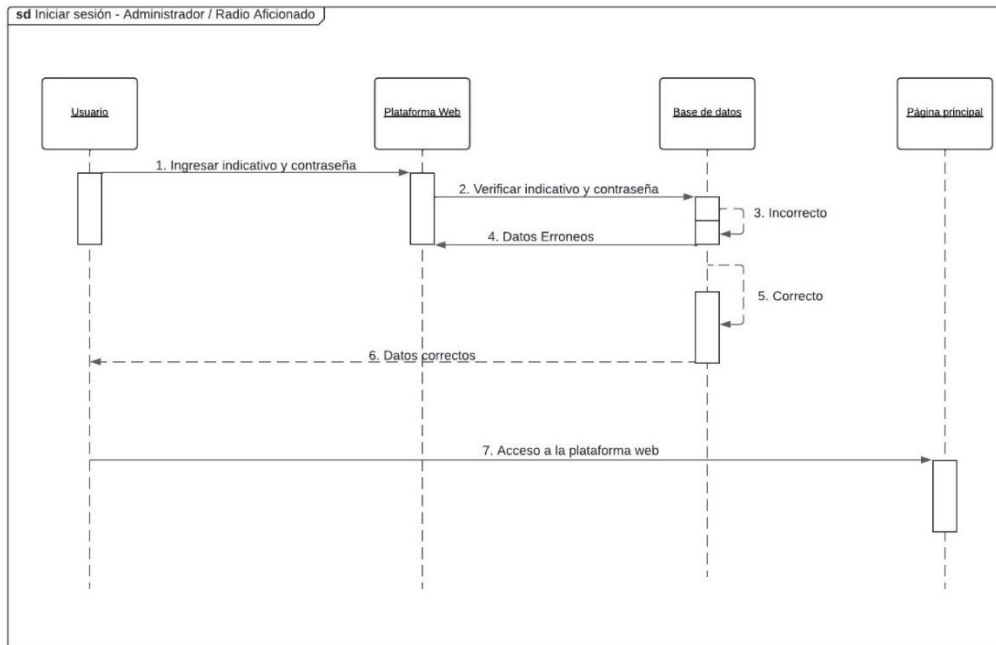 sd Iniciar sesión - Administrador / Radio Aficionado
Usuario
Plataforma Web
Base de datos
Página principal
1. Ingresar indicativo y contraseña
2. Verificar indicativo y contraseña
3. Incorrecto
4. Datos Erroneos
5. Correcto
6. Datos correctos
7. Acceso a la plataforma web